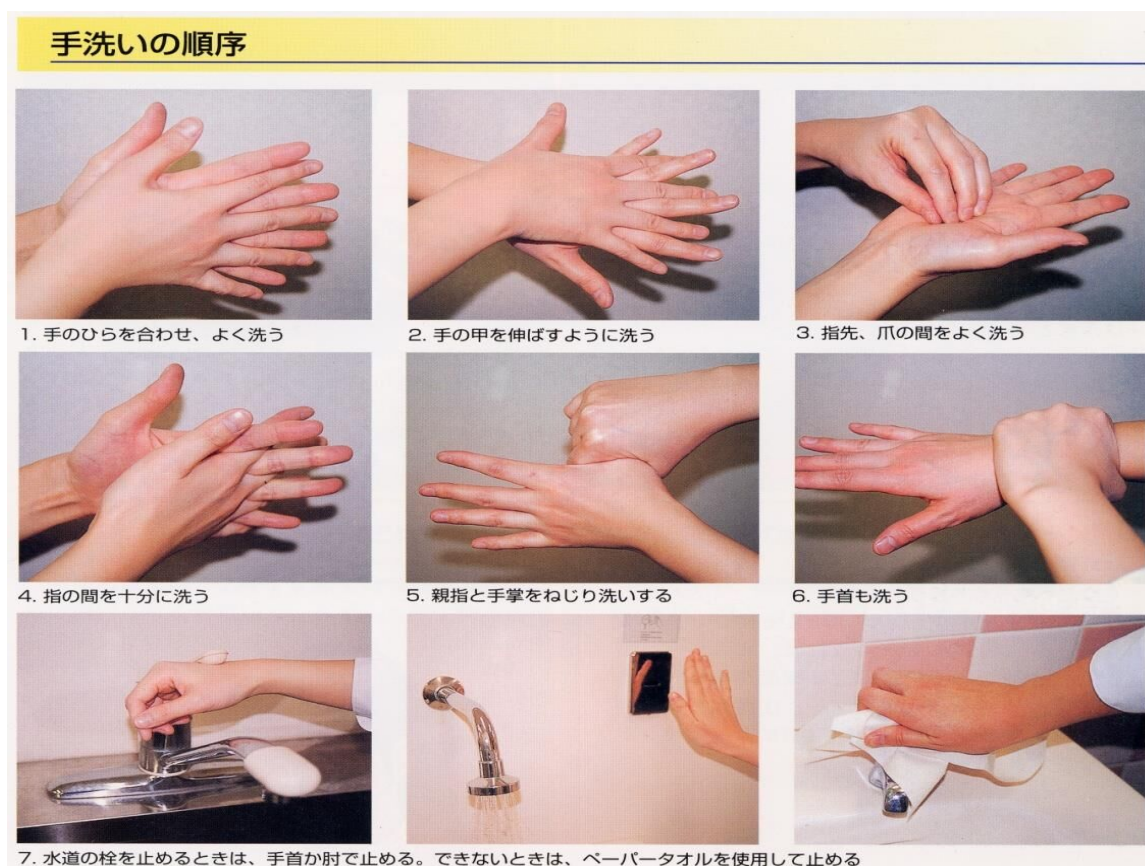 手洗いの順序
1. 手のひらを合わせ、よく洗う
2. 手の甲を伸ばすように洗う
3. 指先、爪の間をよく洗う
4. 指の間を十分に洗う
5. 親指と手掌をねじり洗いする
6. 手首も洗う
7. 水道の栓を止めるときは、手首か肘で止める。できないときは、ペーパータオルを使用して止める